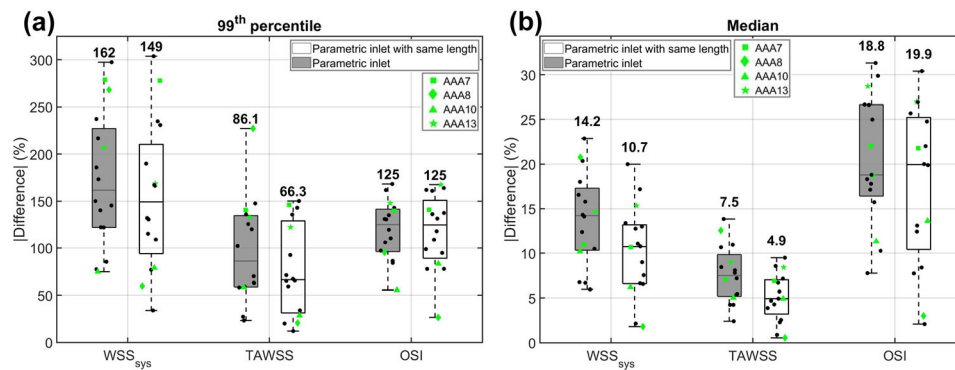 (a)
99th percentile
|Difference| (%)
300
250
200
150
100
50
0
162
149
86.1
66.3
125
125
Parametric inlet with same length
Parametric inlet
AAA7
AAA8
AAA10
AAA13
WSSsys
TAWSS
OSI
(b)
Median
|Difference| (%)
35
30
25
20
15
10
5
0
14.2
10.7
7.5
4.9
18.8
19.9
Parametric inlet with same length
Parametric inlet
AAA7
AAA8
AAA10
AAA13
WSSsys
TAWSS
OSI